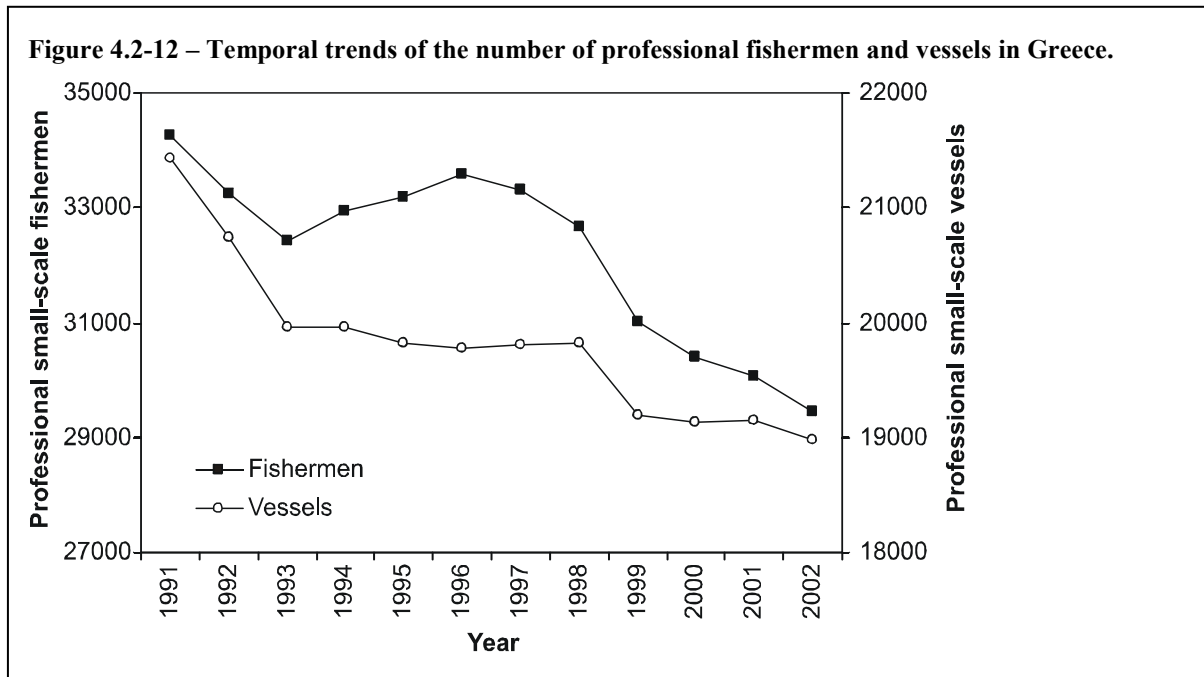 Figure 4.2-12 – Temporal trends of the number of professional fishermen and vessels in Greece.
Professional small-scale fishermen
35000
33000
31000
29000
27000
Fishermen
Vessels
22000
21000
20000
19000
18000
Professional small-scale vessels
1991 1992 1993 1994 1995 1996 1997 1998 1999 2000 2001 2002
Year